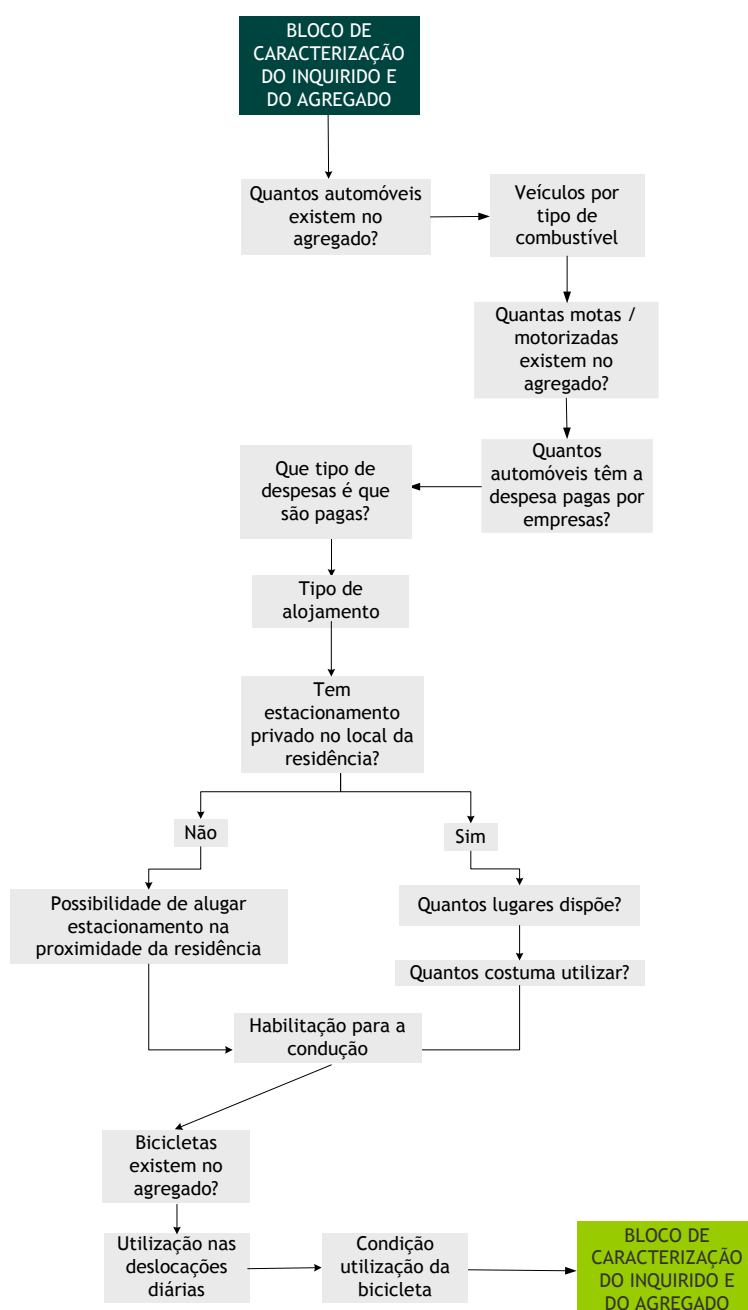 BLOCO DE
CARACTERIZAÇÃO
DO INQUIRIDO E
DO AGREGADO
Quantos automóveis
existem no
agregado?
Veículos por
tipo de
combustível
Quantas motas /
motorizadas
existem no
agregado?
Quantos
automóveis têm a
despesa pagas por
empresas?
Que tipo de
despesas é que
são pagas?
Tipo de
alojamento
Tem
estacionamento
privado no local da
residência?
Não
Sim
Possibilidade de alugar
estacionamento na
proximidade da residência
Quantos lugares dispõe?
Quantos costuma utilizar?
Habilitação para a
condução
Bicicletas
existem no
agregado?
Utilização nas
deslocações
diárias
Condição
utilização da
bicicleta
BLOCO DE
CARACTERIZAÇÃO
DO INQUIRIDO E
DO AGREGADO